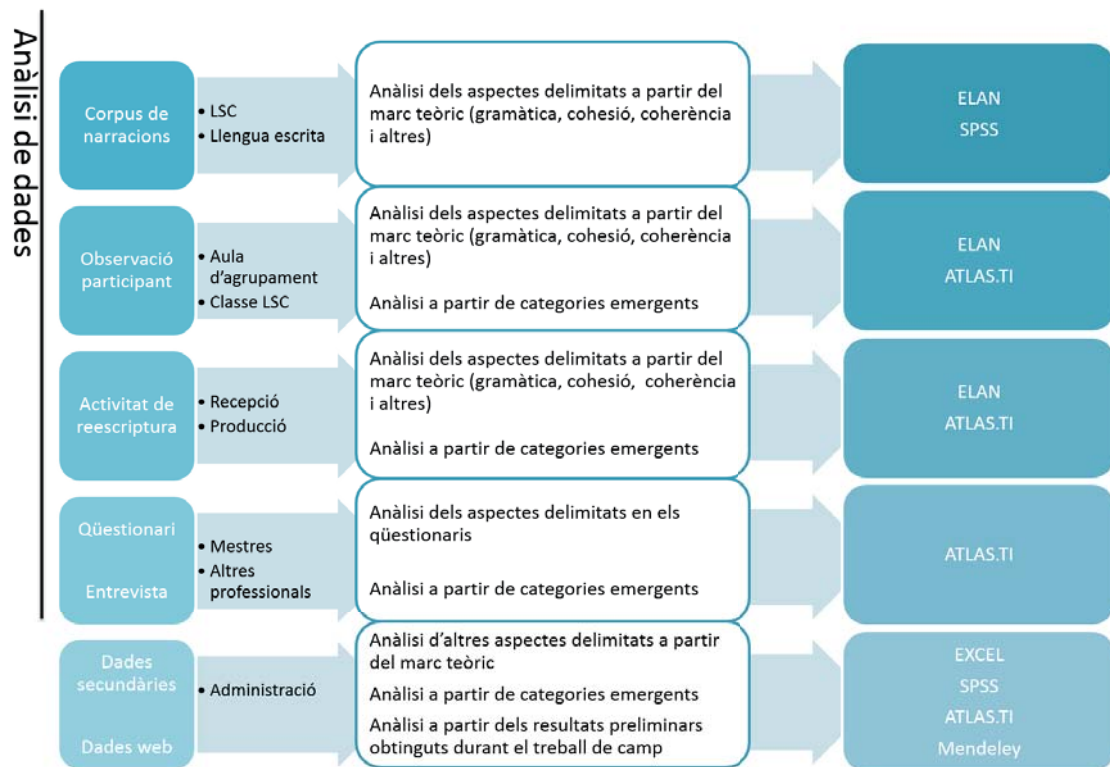 Anàlisi de dades
Corpus de
narracions
• LSC
• Llengua escrita
Anàlisi dels aspectes delimitats a partir del
marc teòric (gramàtica, cohesió, coherència
i altres)
ELAN
SPSS
Observació
participant
• Aula
d'agrupament
• Classe LSC
Anàlisi dels aspectes delimitats a partir del
marc teòric (gramàtica, cohesió, coherència
i altres)
Anàlisi a partir de categories emergents
ELAN
ATLAS.TI
Activitat de
reescriptura
• Recepció
• Producció
Anàlisi dels aspectes delimitats a partir del
marc teòric (gramàtica, cohesió, coherència
i altres)
Anàlisi a partir de categories emergents
ELAN
ATLAS.TI
Qüestionari
Entrevista
• Mestres
• Altres
professionals
Anàlisi dels aspectes delimitats en els
qüestionaris
Anàlisi a partir de categories emergents
ATLAS.TI
Dades
secundàries
Dades web
• Administració
Anàlisi d'altres aspectes delimitats a partir
del marc teòric
Anàlisi a partir de categories emergents
Anàlisi a partir dels resultats preliminars
obtinguts durant el treball de camp
EXCEL
SPSS
ATLAS.TI
Mendeley